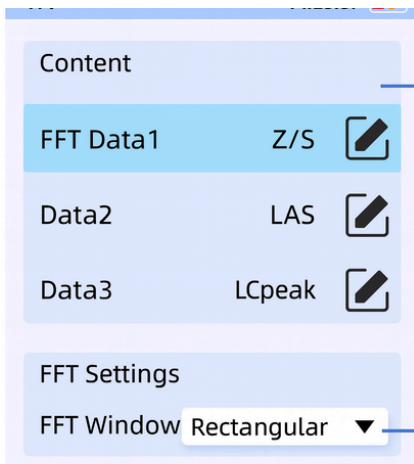 Content
FFT Data1 Z/S
Data2 LAS
Data3 LCpeak
FFT Settings
FFT Window Rectangular